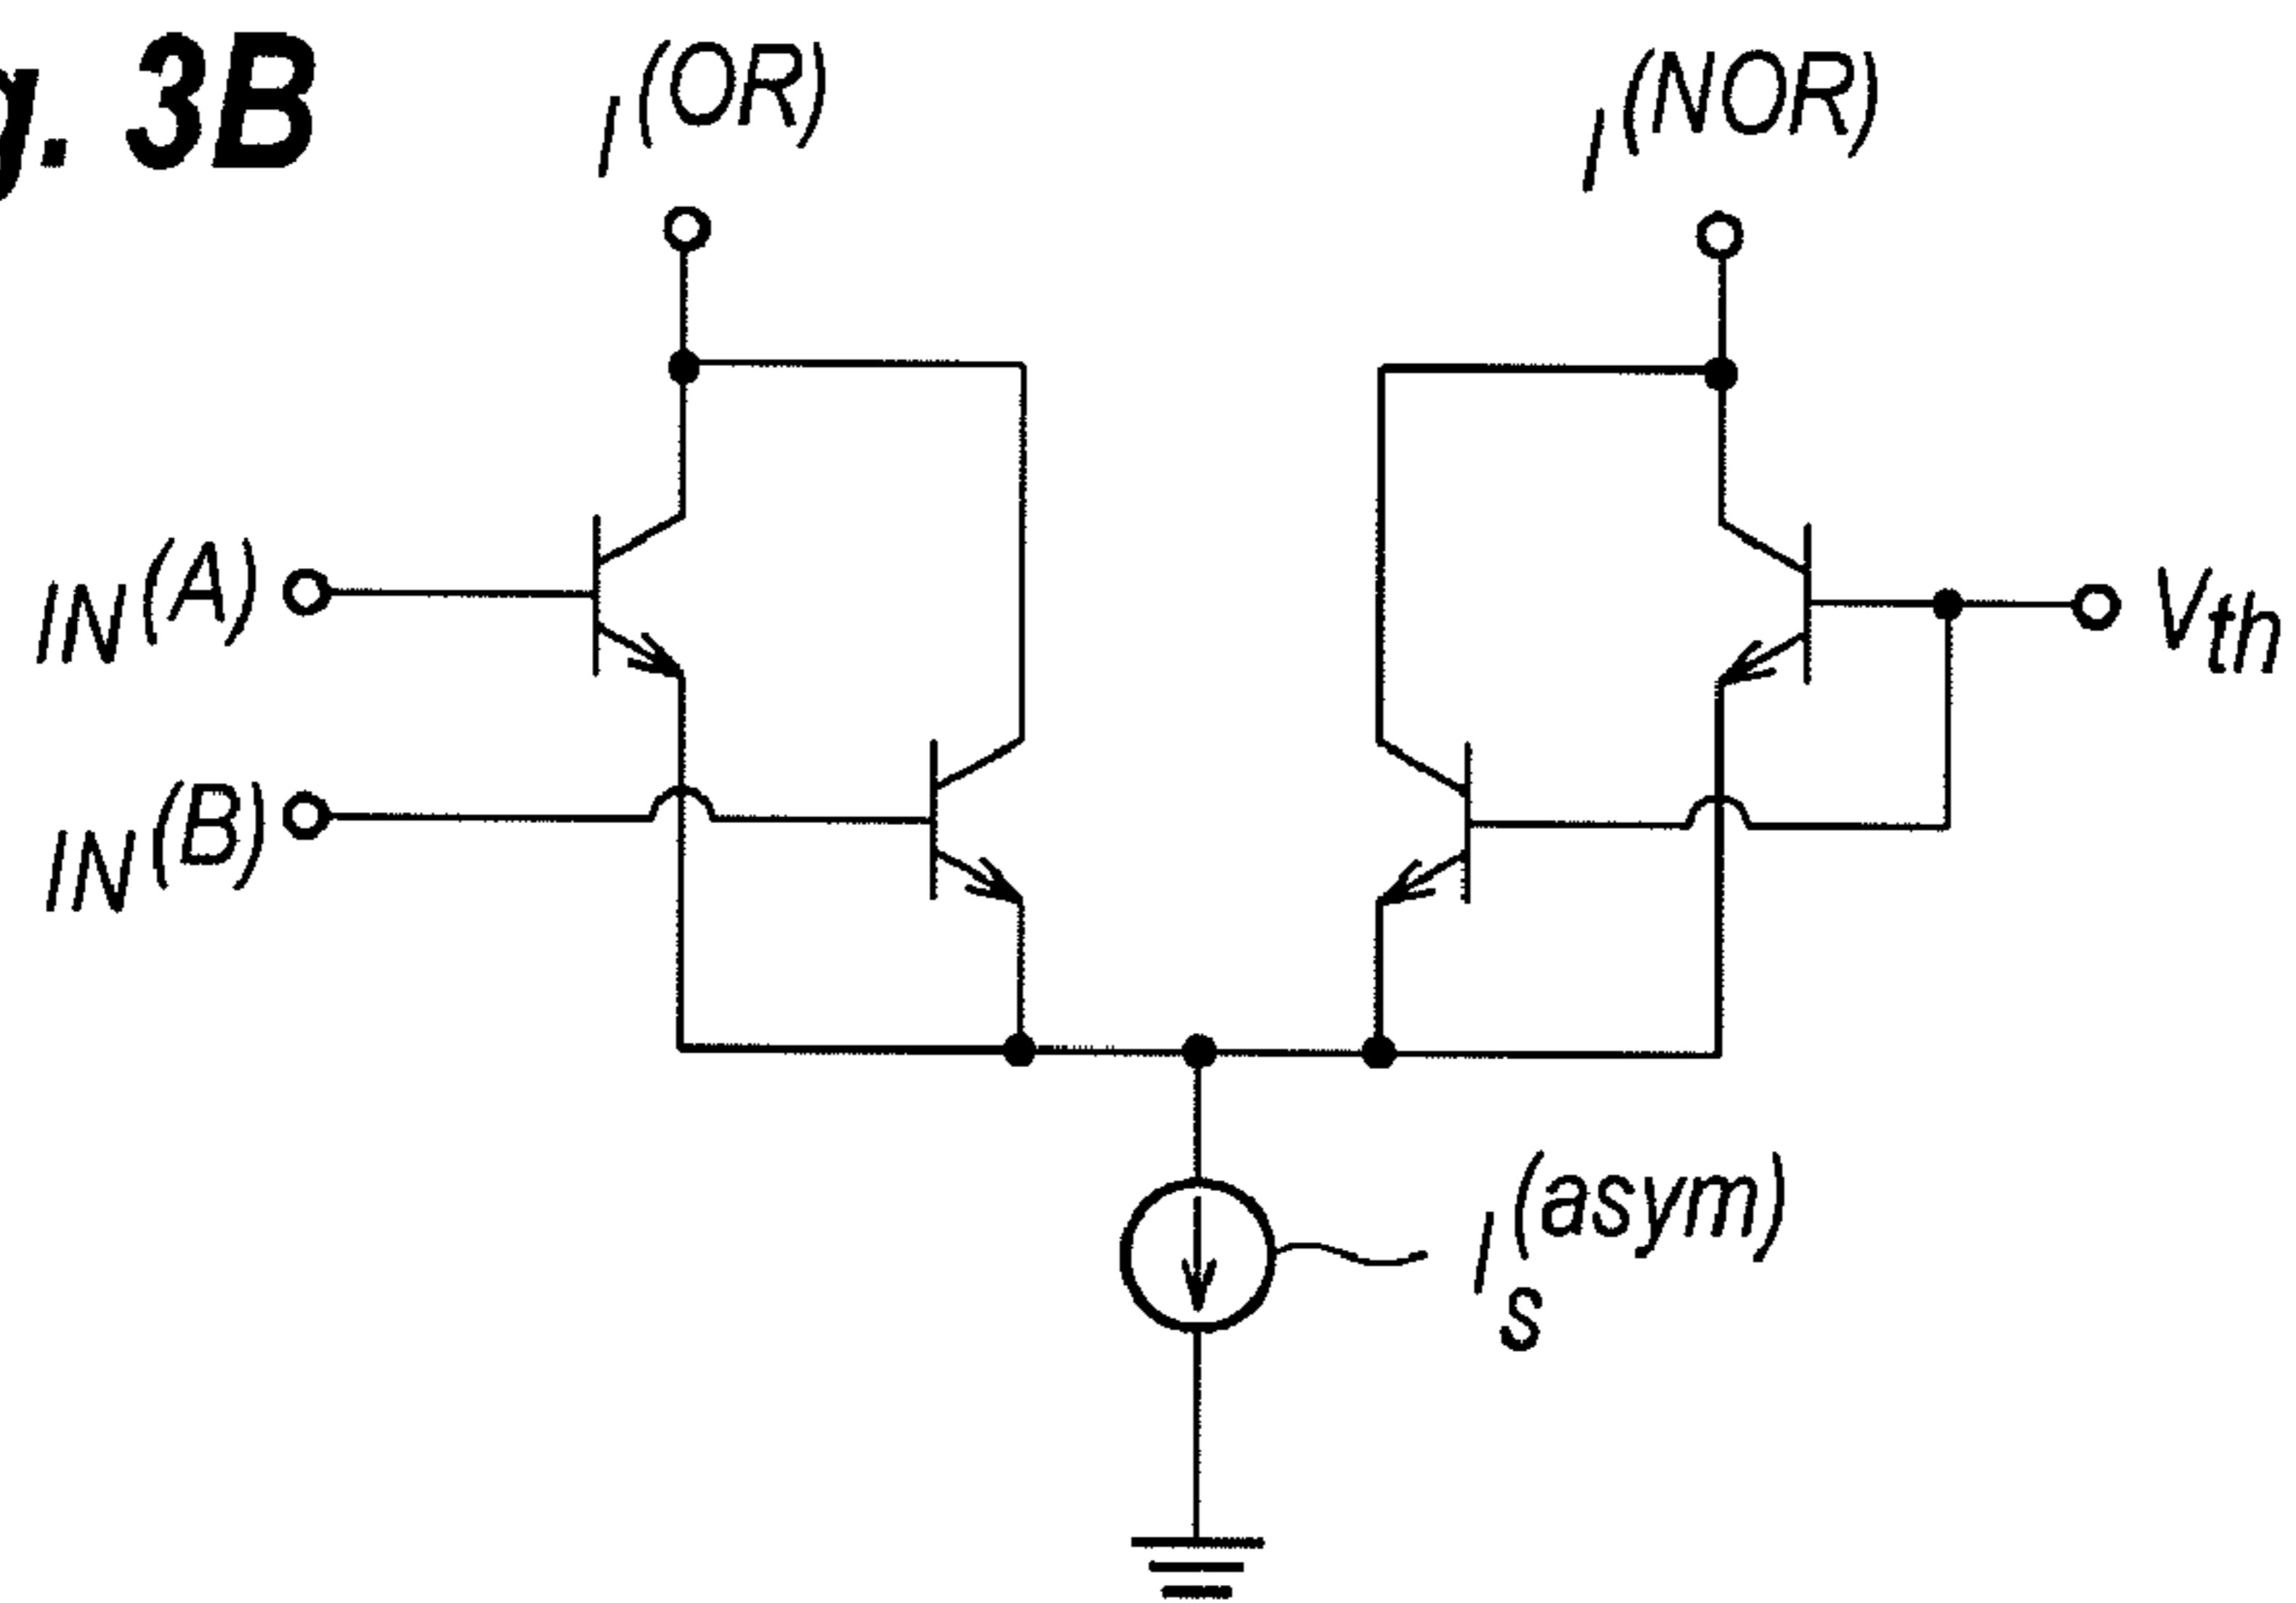 g. 3B
I(OR)
I(NOR)
IN(A)
Vth
IN(B)
Is(asym)